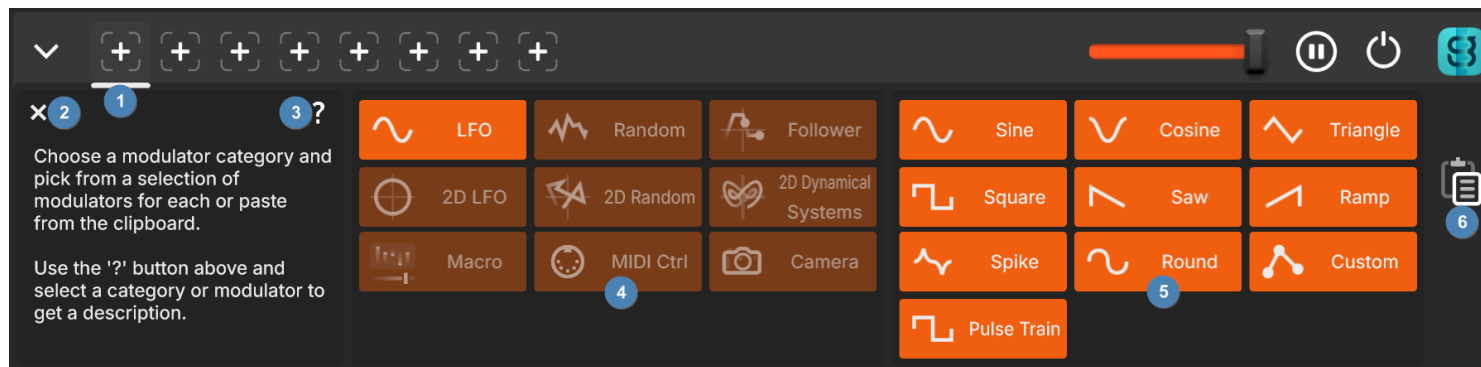 1
× 2
3 ?
Choose a modulator category and
pick from a selection of
modulators for each or paste
from the clipboard.
Use the '?' button above and
select a category or modulator to
get a description.
LFO
Random
Follower
2D LFO
2D Random
2D Dynamical
Systems
Macro
MIDI Ctrl
Camera
4
Sine
Cosine
Triangle
Square
Saw
Ramp
Spike
Round
Custom
5
Pulse Train
6